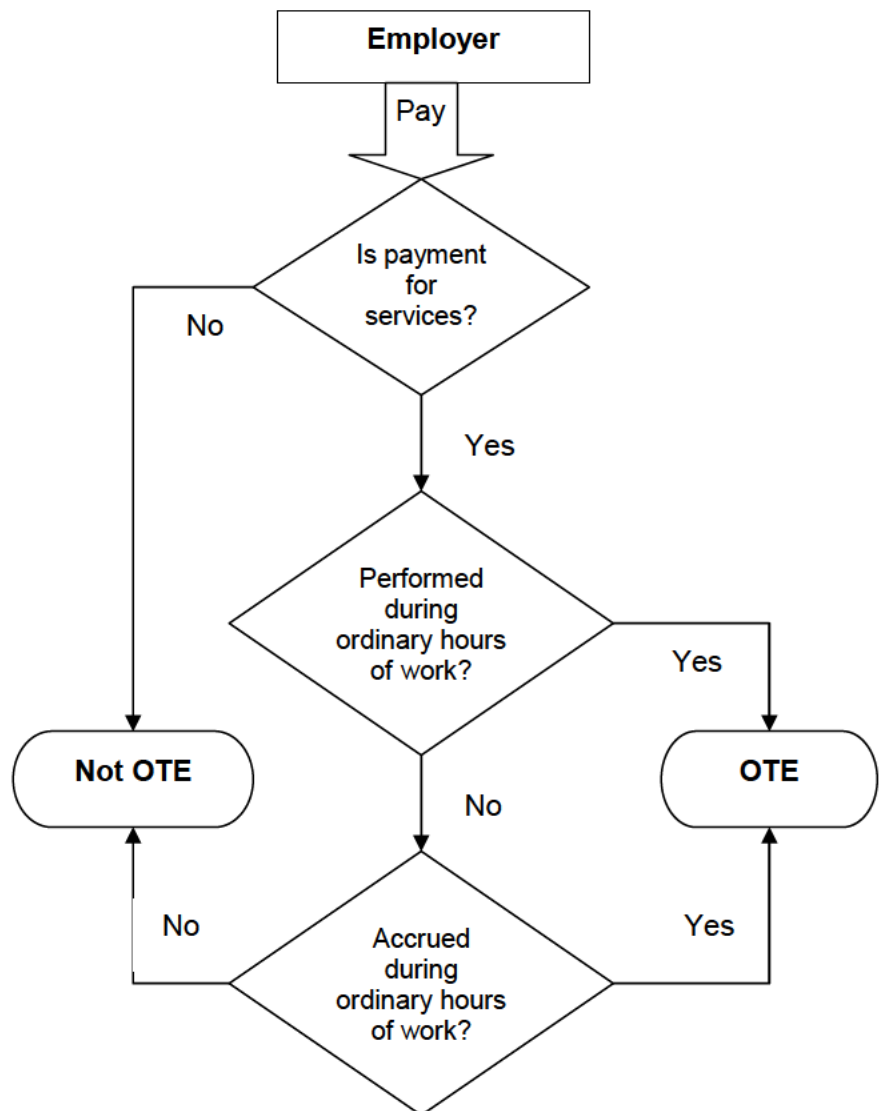 Employer
Pay
Is payment
for
services?
No
Yes
Performed
during
ordinary hours
of work?
Yes
Not OTE
OTE
No
No
Yes
Accrued
during
ordinary hours
of work?